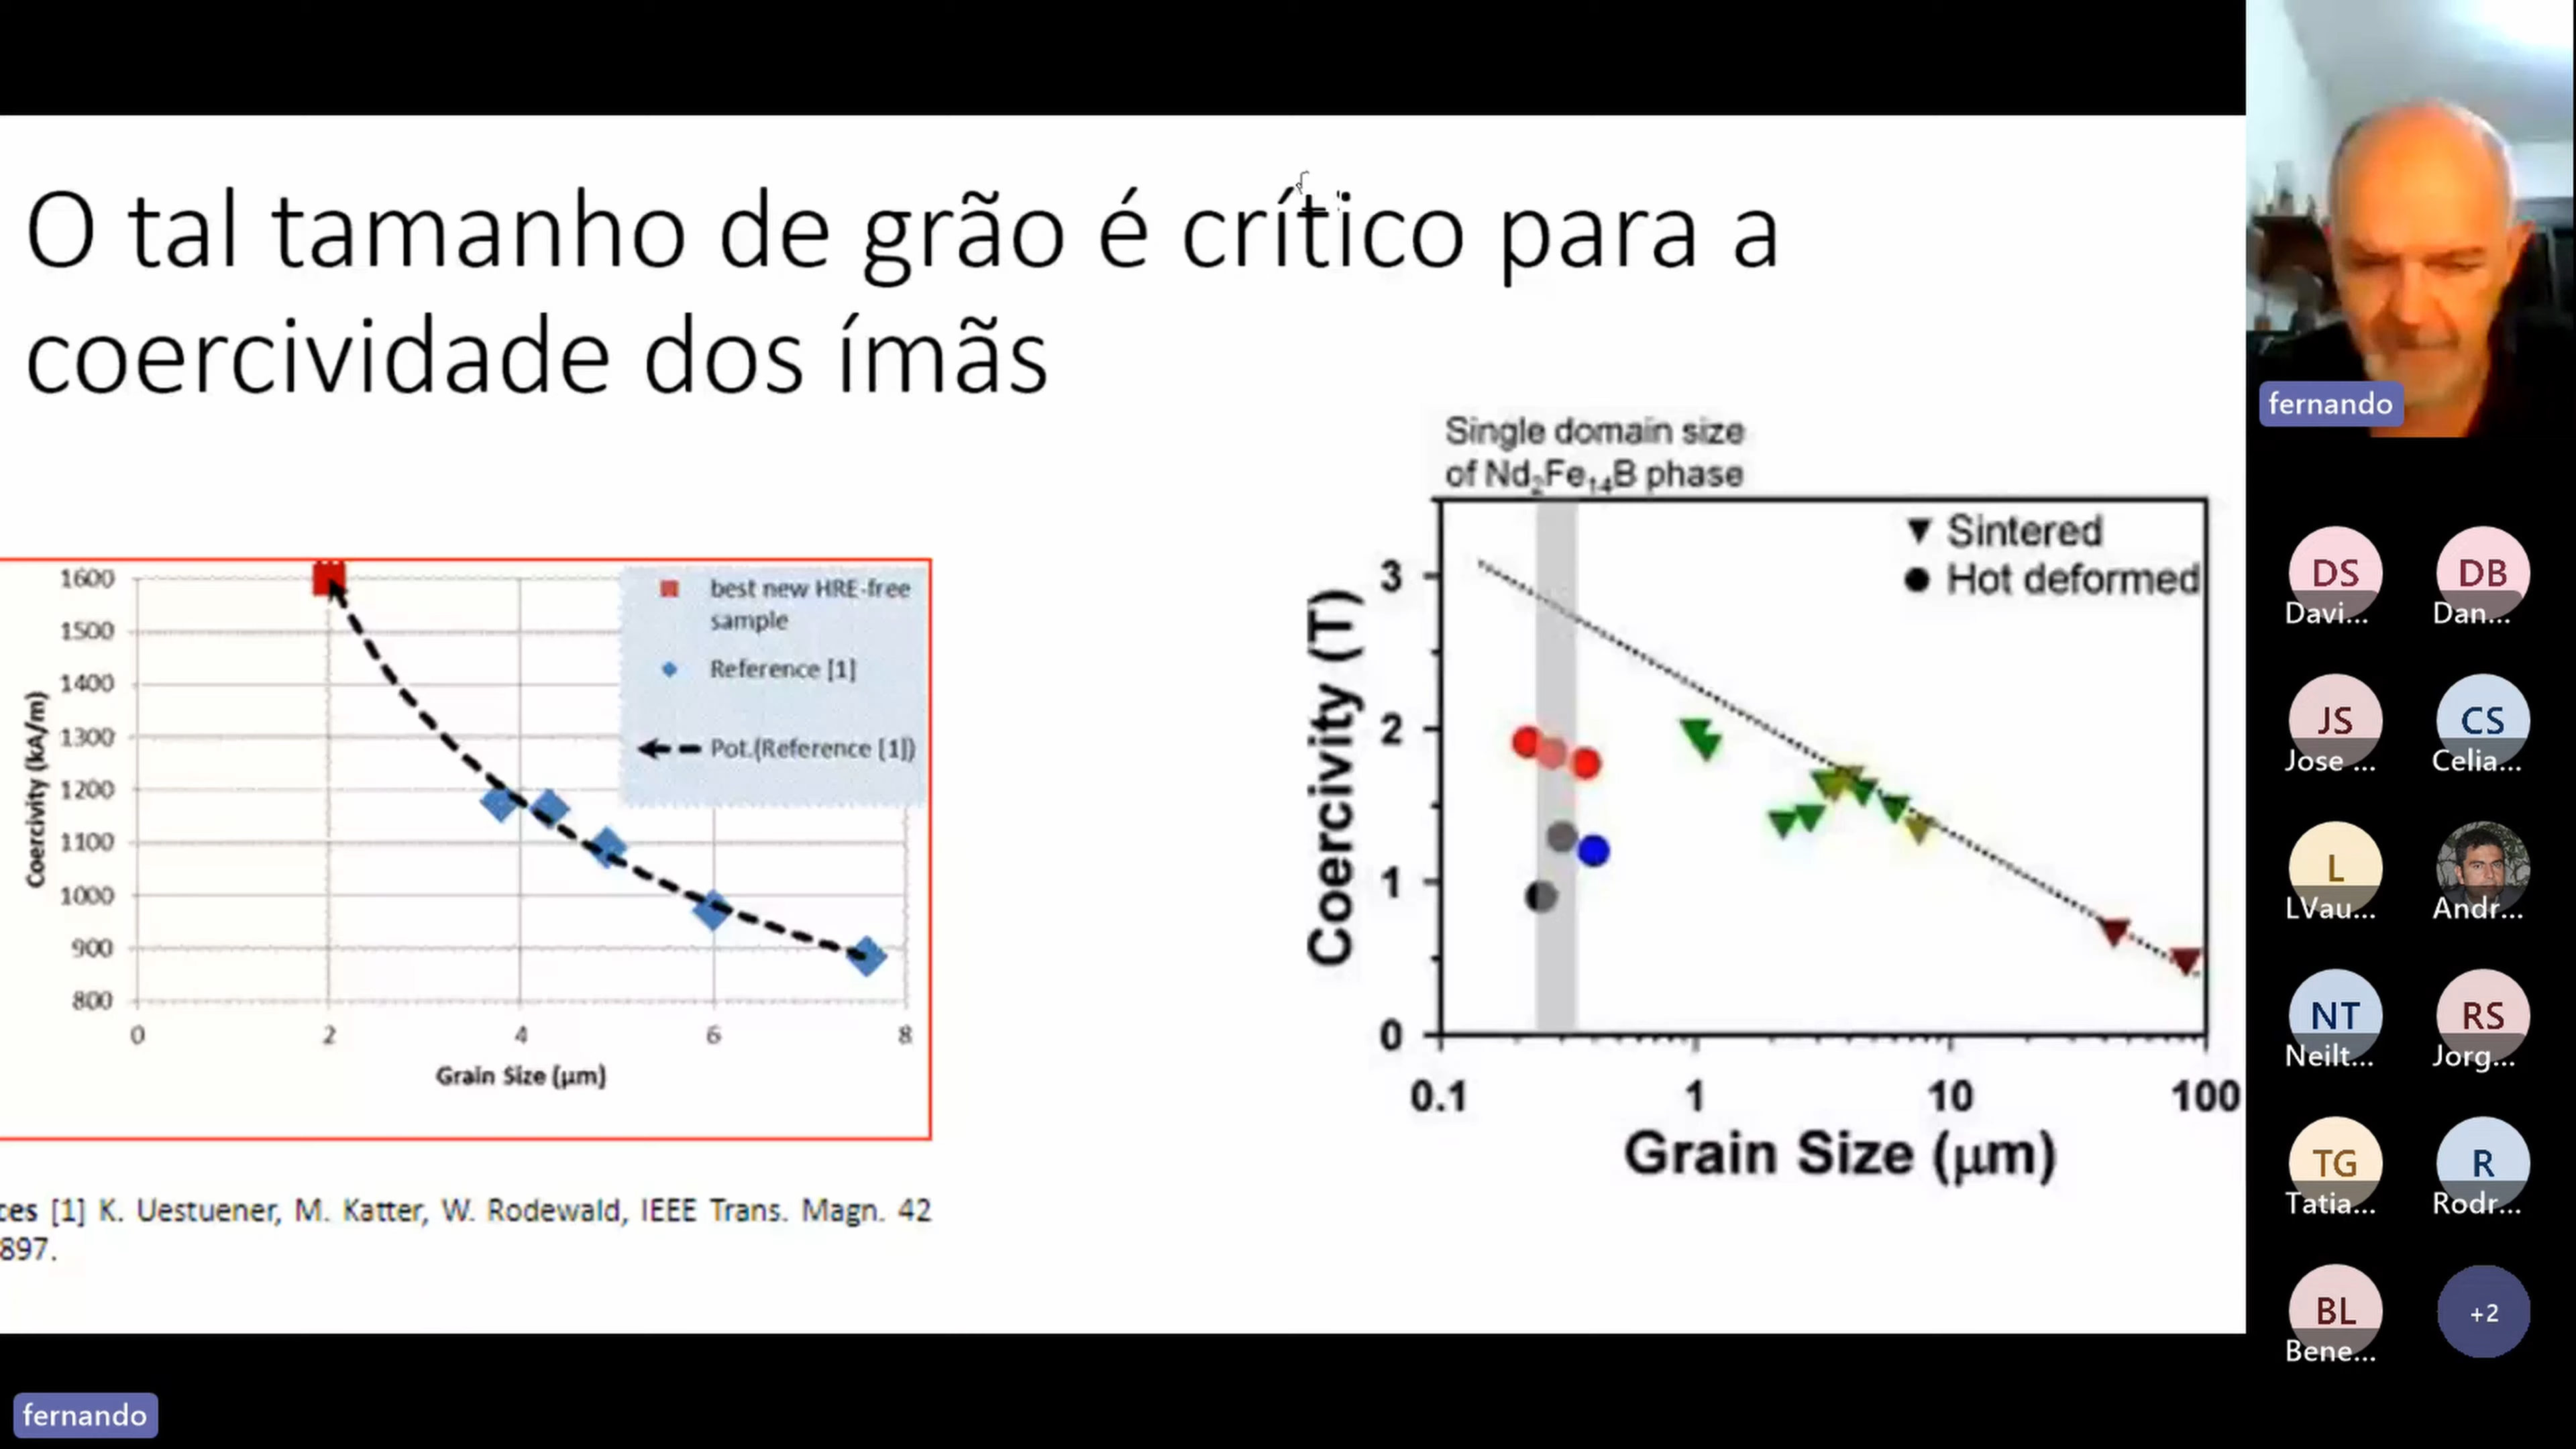 O tal tamanho de grão é crítico para a
coercividade dos ímãs
1600
1500
1400
1300
1200
1100
1000
900
800
Coercivity (kA/m)
0 2 4 6 8
Grain Size (μm)
best new HRE-free
sample
Reference [1]
Pot.(Reference [1])
ces [1] K. Uestuener, M. Katter, W. Rodewald, IEEE Trans. Magn. 42
897.
Single domain size
of Nd₂Fe₁₄B phase
Sintered
Hot deformed
3
2
1
0
Coercivity (T)
0.1 1 10 100
Grain Size (μm)
fernando
DS DB
Davi... Dan...
JS CS
Jose ... Celia...
L
LVau... Andr...
NT RS
Neilt... Jorg...
TG R
Tatia... Rodr...
BL +2
Bene...
fernando